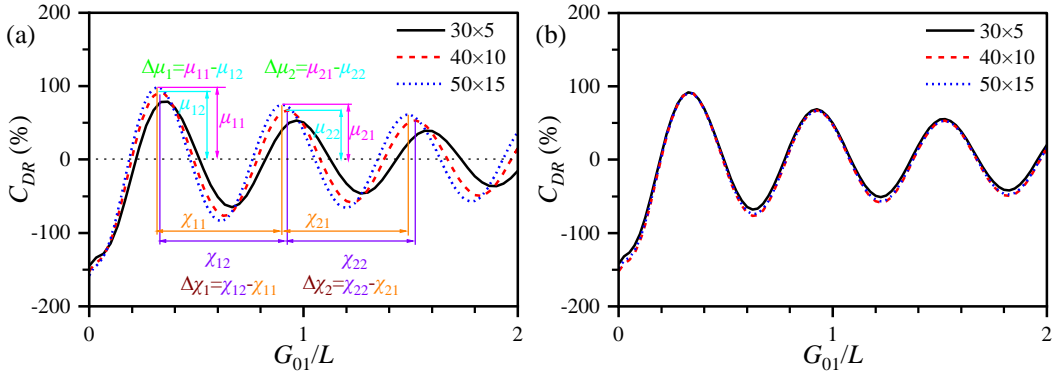 (a)
30×5
40×10
50×15
Δμ₁=μ₁₁-μ₁₂
Δμ₂=μ₂₁-μ₂₂
μ₁₂
μ₁₁
μ₂₂
μ₂₁
χ₁₁
χ₂₁
χ₁₂
χ₂₂
Δχ₁=χ₁₂-χ₁₁
Δχ₂=χ₂₂-χ₂₁
200
100
0
-100
-200
C_DR (%)
0
1
2
G₀₁/L
(b)
30×5
40×10
50×15
200
100
0
-100
-200
C_DR (%)
0
1
2
G₀₁/L